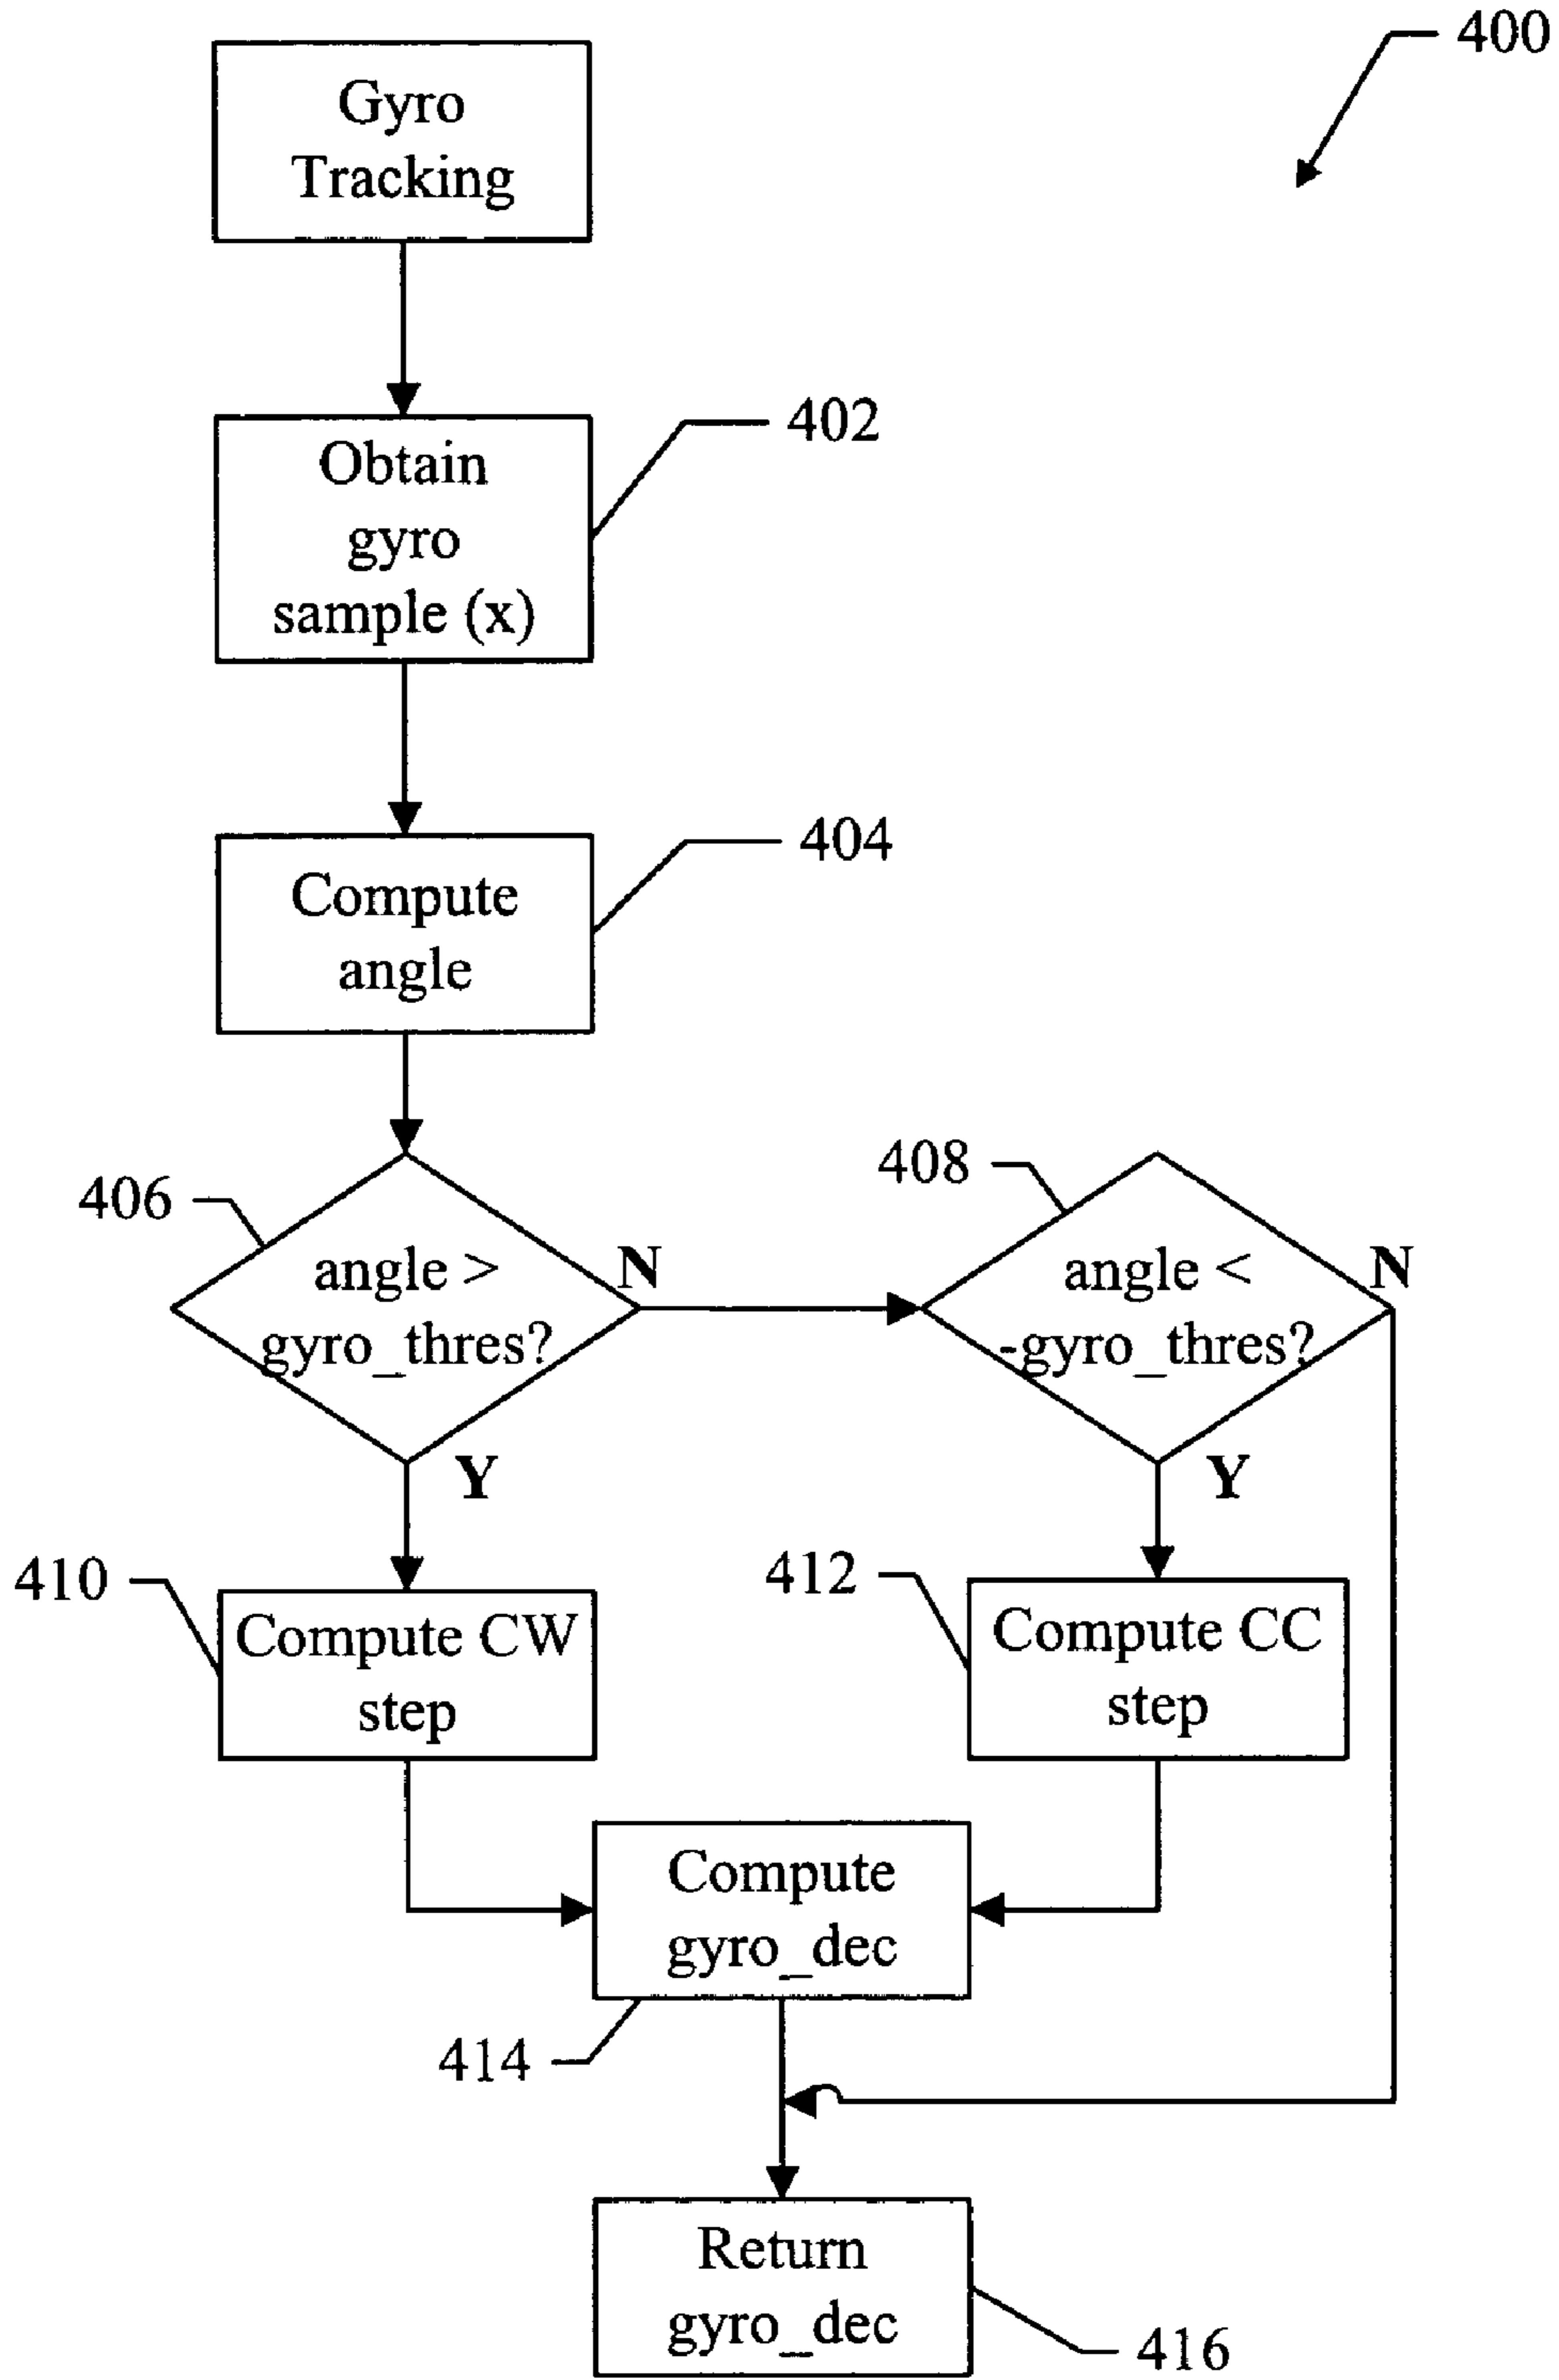 400
Gyro
Tracking
402
Obtain
gyro
sample (x)
404
Compute
angle
406
angle >
gyro_thres?
N
Y
408
angle <
-gyro_thres?
N
Y
410
Compute CW
step
412
Compute CC
step
Compute
gyro_dec
414
Return
gyro_dec
416